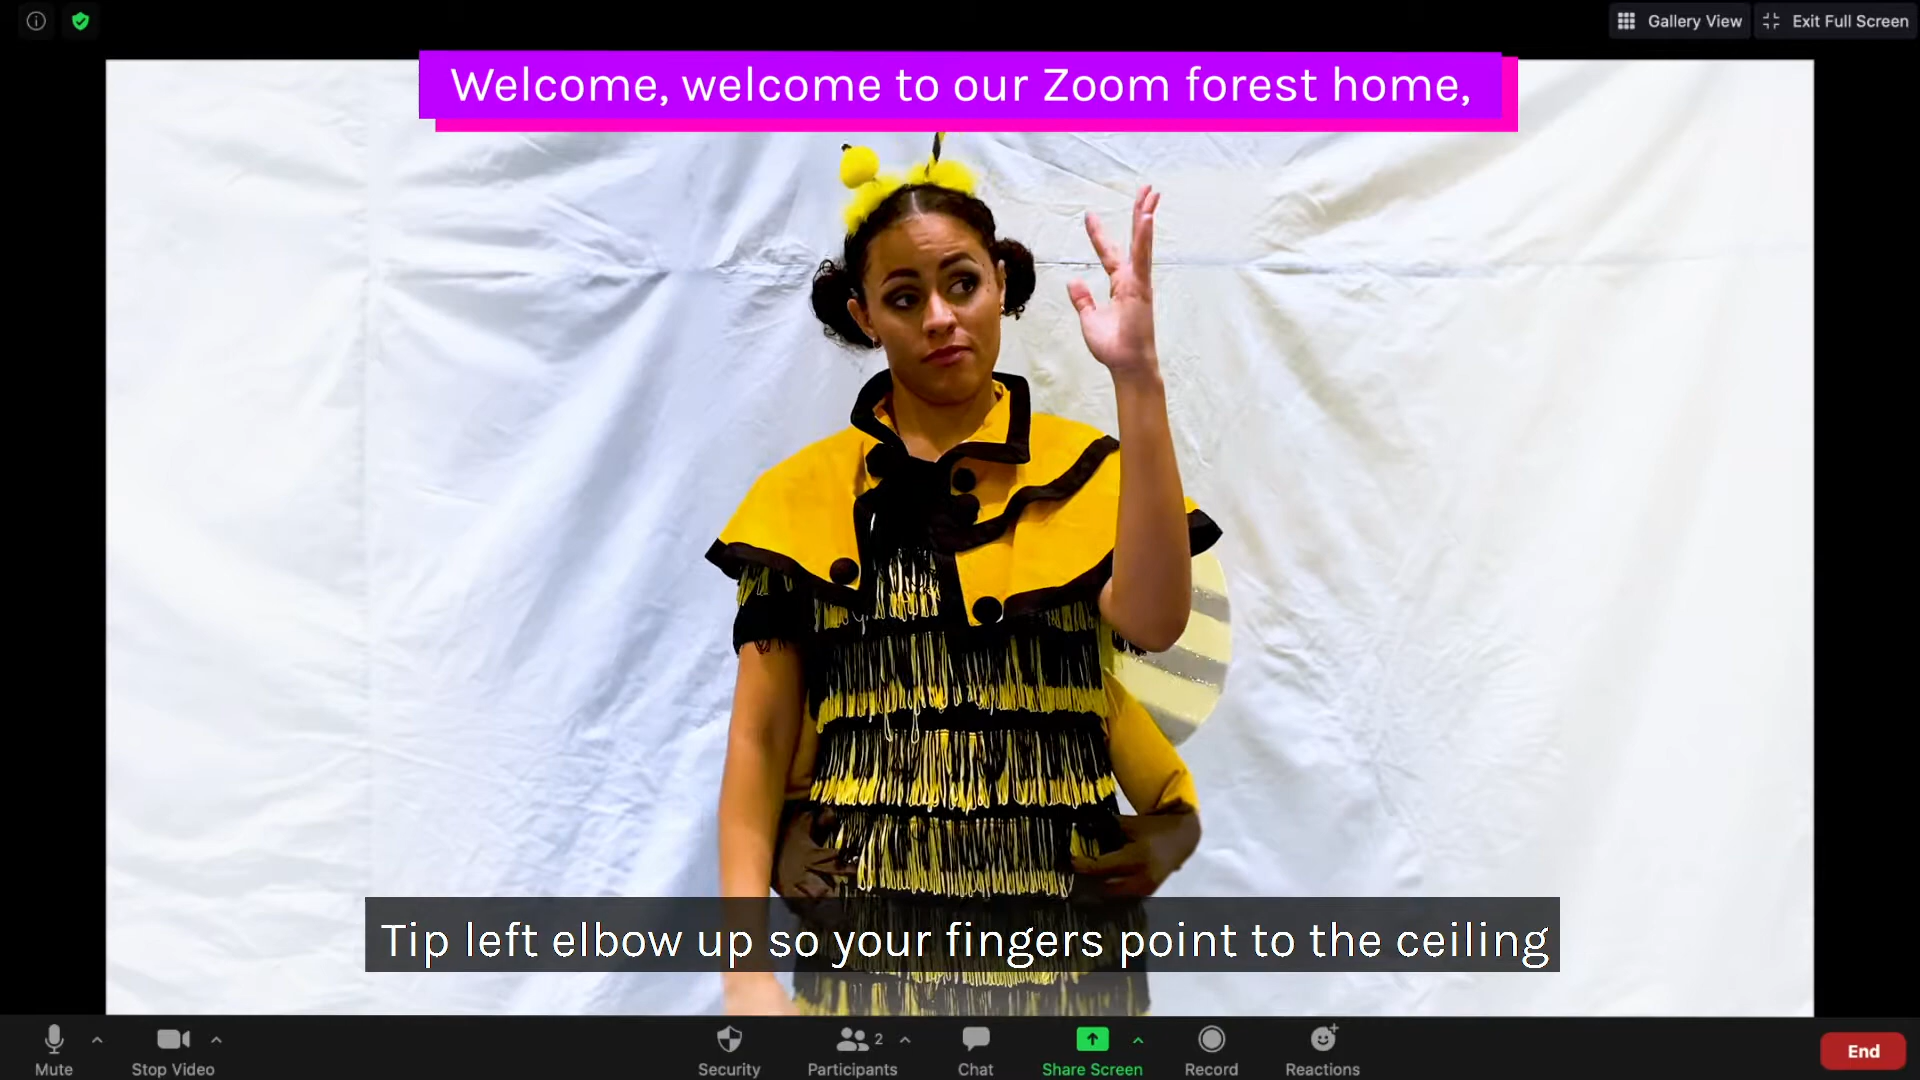 Gallery View
Exit Full Screen
Welcome, welcome to our Zoom forest home,
Tip left elbow up so your fingers point to the ceiling
Mute
Stop Video
Security
Participants
2
Chat
Share Screen
Record
Reactions
End